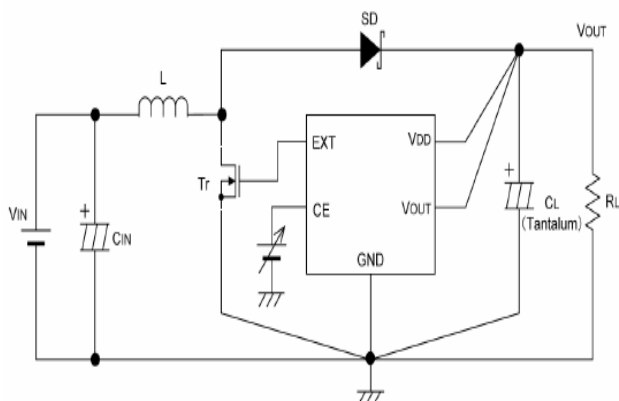 SD
VOUT
L
EXT
VDD
Tr
CE
VOUT
GND
VIN
+
CIN
+
CL
(Tantalum)
RL